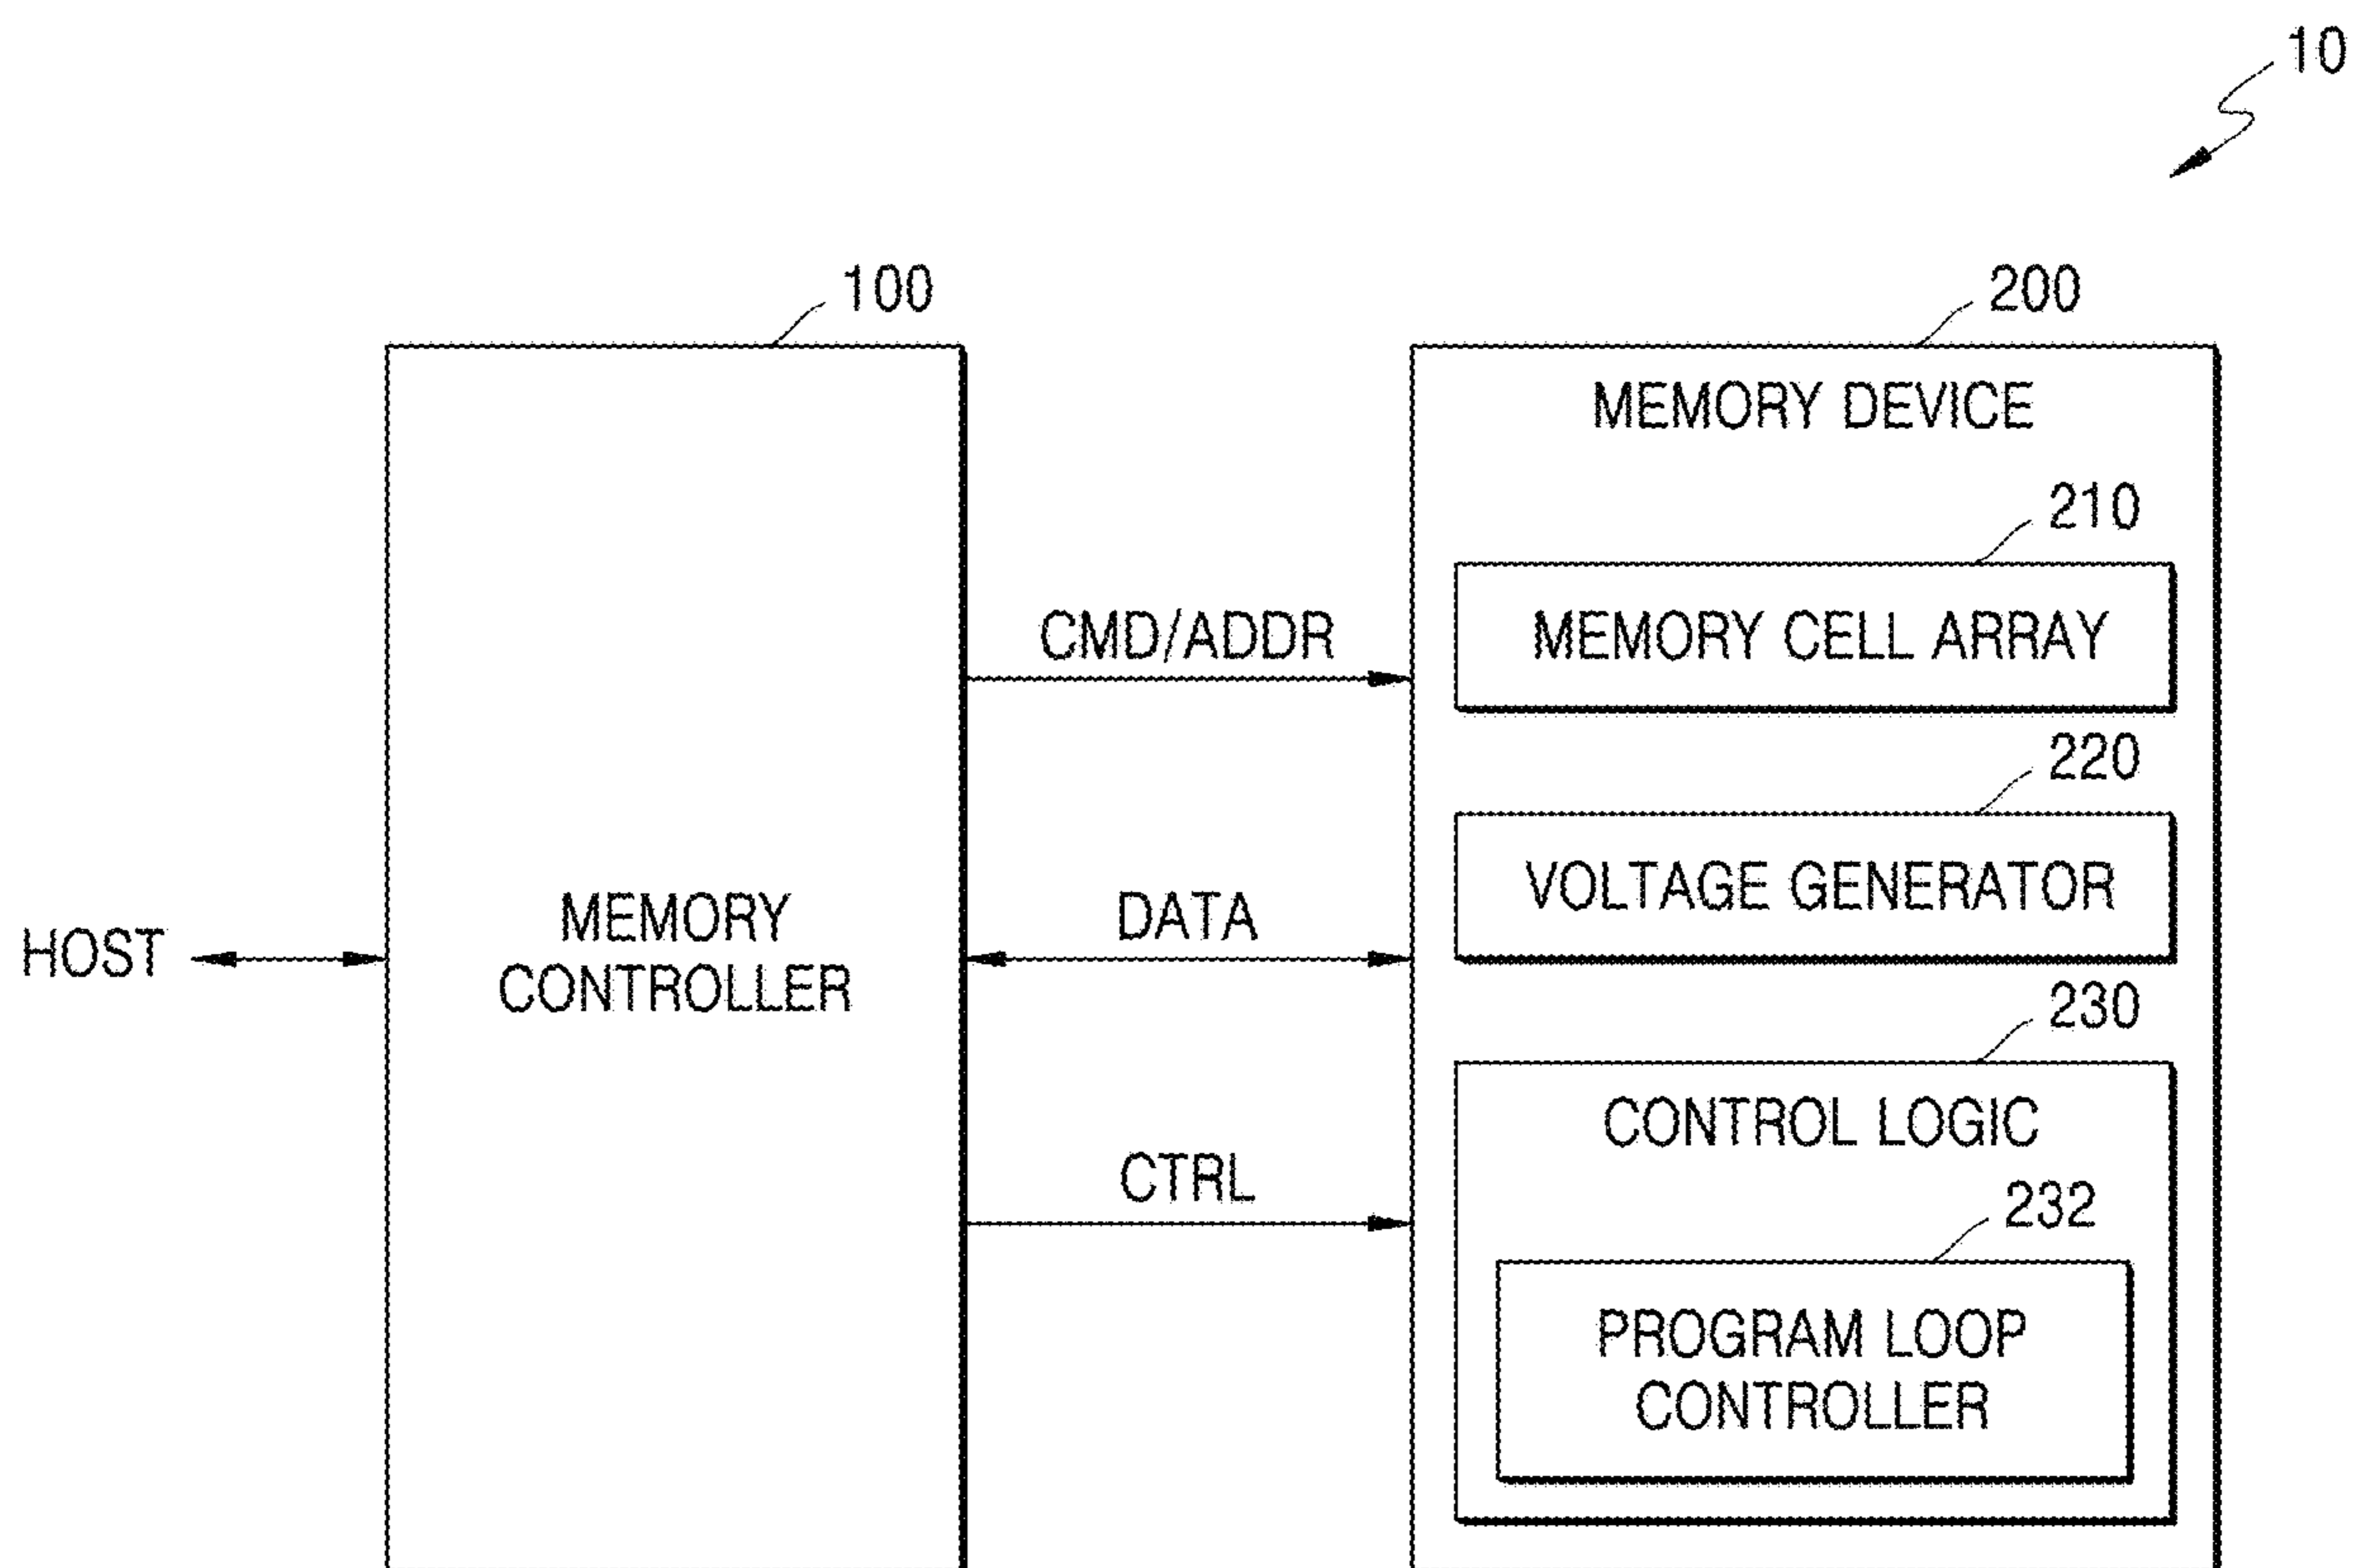 10
100
200
MEMORY DEVICE
210
CMD/ADDR
MEMORY CELL ARRAY
220
VOLTAGE GENERATOR
HOST
MEMORY
CONTROLLER
DATA
230
CONTROL LOGIC
CTRL
232
PROGRAM LOOP
CONTROLLER